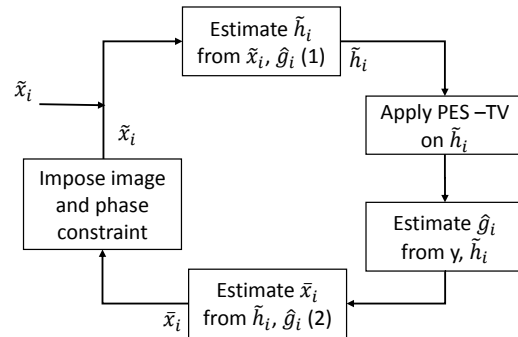 Estimate h̃ᵢ
from x̃ᵢ, ĝᵢ (1)
h̃ᵢ
x̃ᵢ
x̃ᵢ
Apply PES –TV
on h̃ᵢ
Impose image
and phase
constraint
Estimate ĝᵢ
from y, h̃ᵢ
Estimate x̄ᵢ
from h̃ᵢ, ĝᵢ (2)
x̄ᵢ